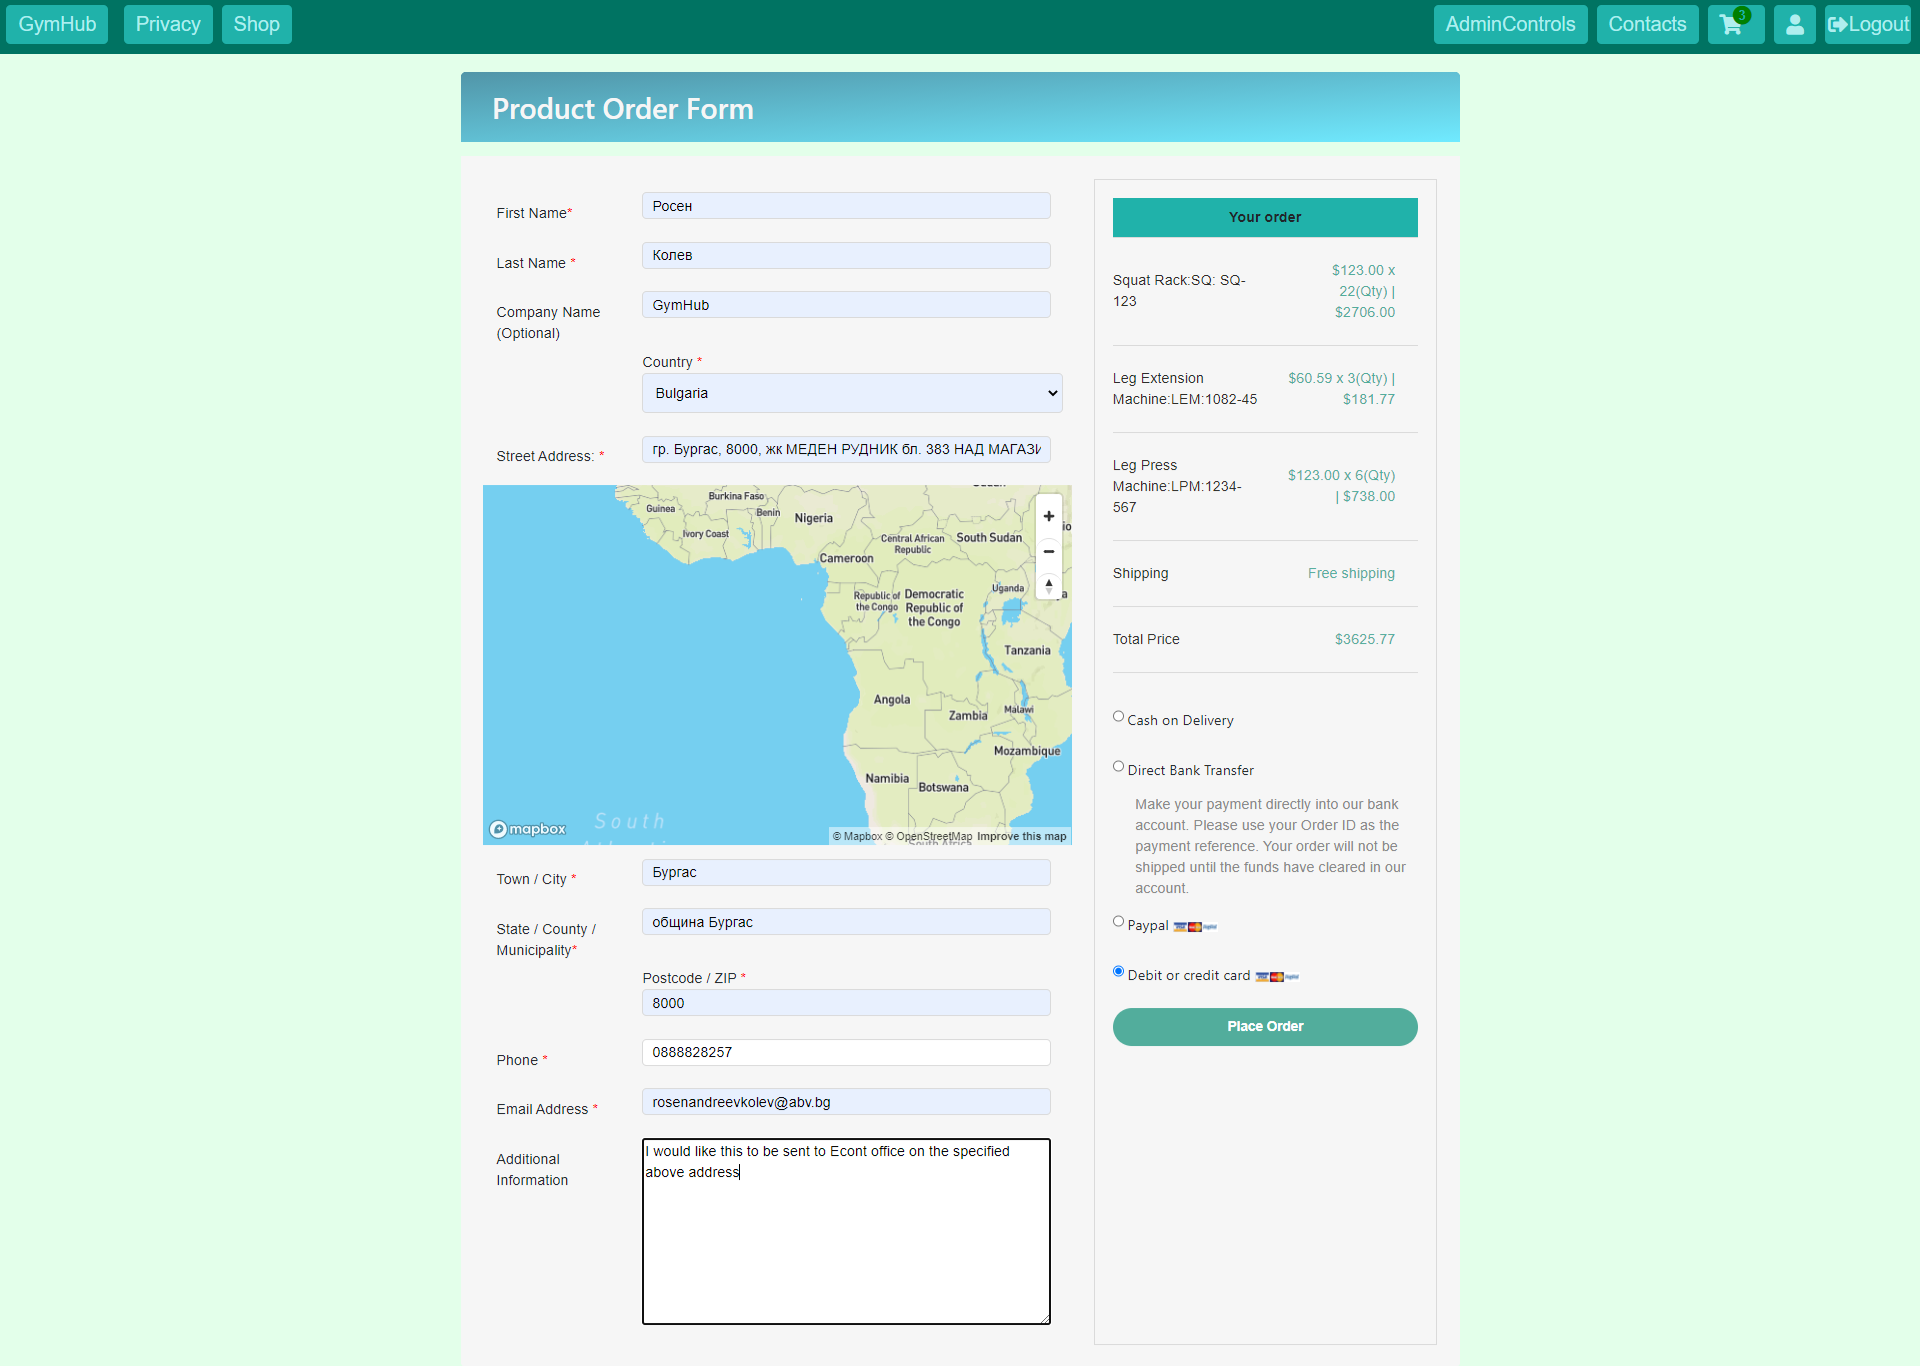 GymHub Privacy Shop AdminControls Contacts 3 Logout
Product Order Form
First Name*
Росен
Last Name *
Колев
Company Name
(Optional)
GymHub
Country *
Bulgaria
Street Address: *
гр. Бургас, 8000, жк МЕДЕН РУДНИК бл. 383 НАД МАГАЗИ
Burkina Faso
Guinea
Benin
Nigeria
Ivory Coast
Central African
Republic
South Sudan
Cameroon
Uganda
Republic of
the Congo
Democratic
Republic of
the Congo
Tanzania
Angola
Zambia
Malawi
Mozambique
Namibia
Botswana
South
mapbox
© Mapbox © OpenStreetMap Improve this map
South Africa
Town / City *
Бургас
State / County /
Municipality*
община Бургас
Postcode / ZIP *
8000
Phone *
0888828257
Email Address *
rosenandreevkolev@abv.bg
Additional
Information
I would like this to be sent to Econt office on the specified
above address
Your order
Squat Rack:SQ: SQ-
123
$123.00 x
22(Qty) |
$2706.00
Leg Extension
Machine:LEM:1082-45
$60.59 x 3(Qty) |
$181.77
Leg Press
Machine:LPM:1234-
567
$123.00 x 6(Qty)
| $738.00
Shipping
Free shipping
Total Price
$3625.77
Cash on Delivery
Direct Bank Transfer
Make your payment directly into our bank
account. Please use your Order ID as the
payment reference. Your order will not be
shipped until the funds have cleared in our
account.
Paypal
Debit or credit card
Place Order